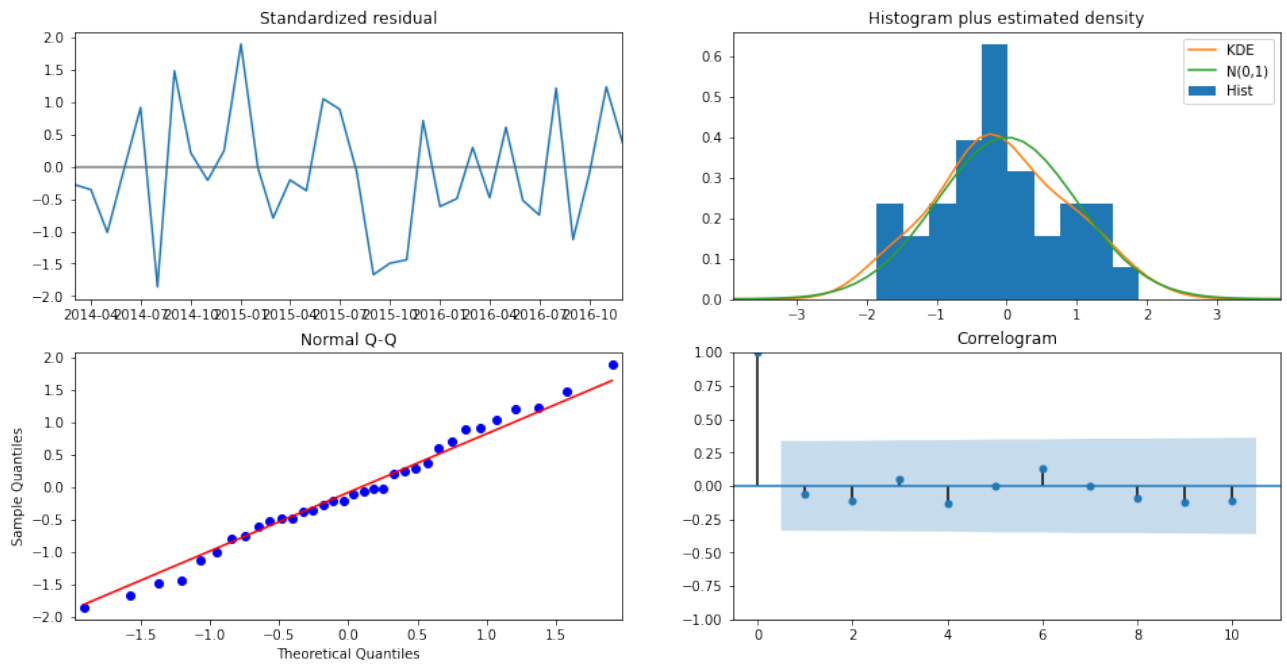 Standardized residual
2.0
1.5
1.0
0.5
0.0
−0.5
−1.0
−1.5
−2.0
2014-04 2014-07 2014-10 2015-01 2015-04 2015-07 2015-10 2016-01 2016-04 2016-07 2016-10
Histogram plus estimated density
KDE
N(0,1)
Hist
0.6
0.5
0.4
0.3
0.2
0.1
0.0
−3 −2 −1 0 1 2 3
Normal Q-Q
Sample Quantiles
2.0
1.5
1.0
0.5
0.0
−0.5
−1.0
−1.5
−2.0
−1.5 −1.0 −0.5 0.0 0.5 1.0 1.5
Theoretical Quantiles
Correlogram
1.00
0.75
0.50
0.25
0.00
−0.25
−0.50
−0.75
−1.00
0 2 4 6 8 10